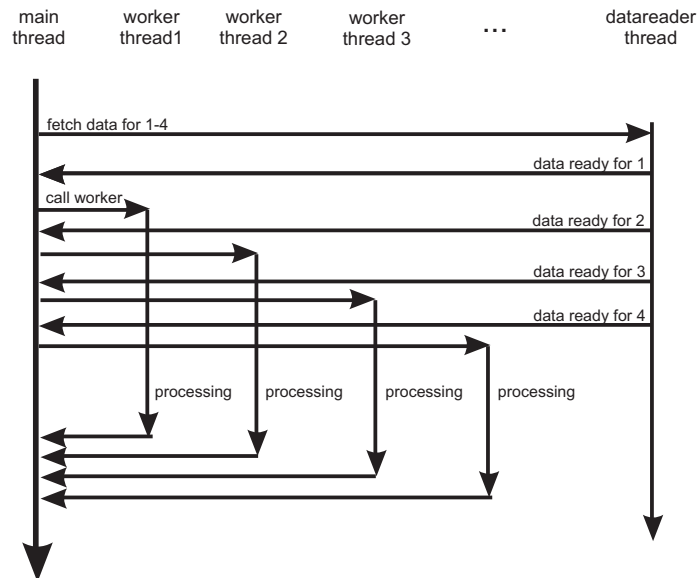 main
thread
worker
thread1
worker
thread 2
worker
thread 3
...
datareader
thread
fetch data for 1-4
data ready for 1
call worker
data ready for 2
data ready for 3
data ready for 4
processing
processing
processing
processing